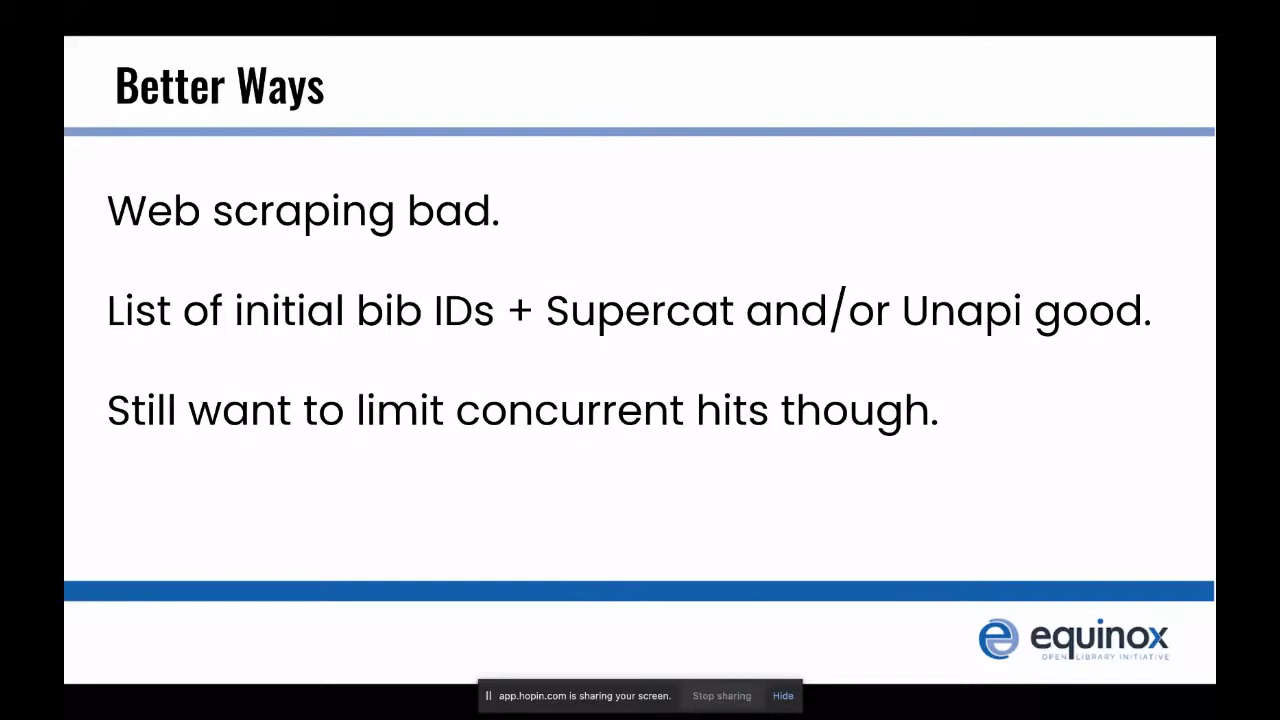 Better Ways
Web scraping bad.
List of initial bib IDs + Supercat and/or Unapi good.
Still want to limit concurrent hits though.
equinox
OPEN LIBRARY INITIATIVE
app.hopin.com is sharing your screen.
Stop sharing
Hide